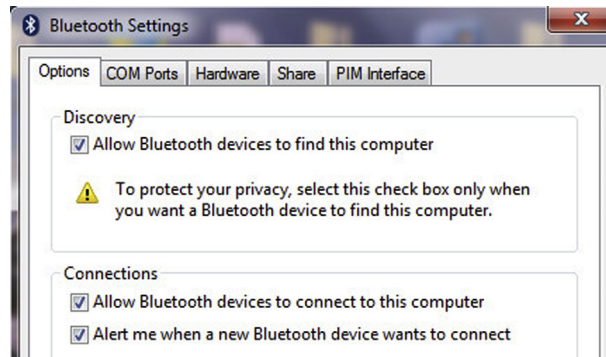 Bluetooth Settings
Options COM Ports Hardware Share PIM Interface
Discovery
Allow Bluetooth devices to find this computer
To protect your privacy, select this check box only when
you want a Bluetooth device to find this computer.
Connections
Allow Bluetooth devices to connect to this computer
Alert me when a new Bluetooth device wants to connect